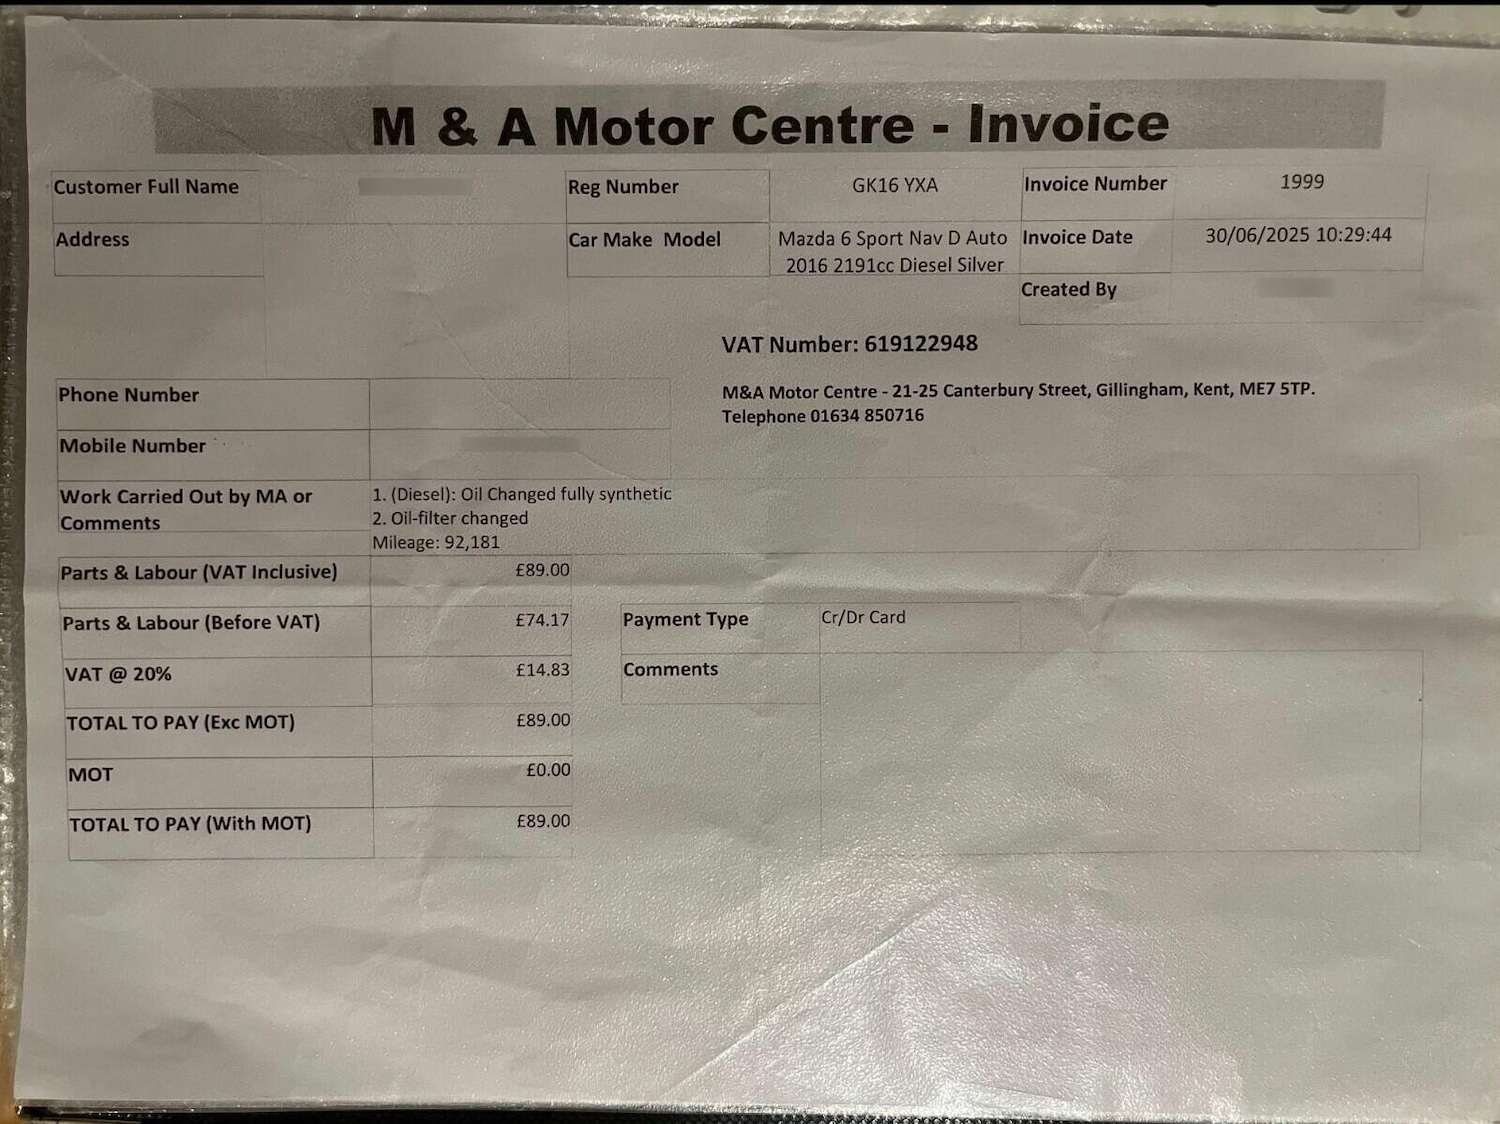 M & A Motor Centre - Invoice
Customer Full Name
Reg Number GK16 YXA
Invoice Number 1999
Address
Car Make  Model Mazda 6 Sport Nav D Auto
2016 2191cc Diesel Silver
Invoice Date 30/06/2025 10:29:44
Created By
VAT Number: 619122948
M&A Motor Centre - 21-25 Canterbury Street, Gillingham, Kent, ME7 5TP.
Telephone 01634 850716
Phone Number
Mobile Number
Work Carried Out by MA or
Comments
1. (Diesel): Oil Changed fully synthetic
2. Oil-filter changed
Mileage: 92,181
Parts & Labour (VAT Inclusive) £89.00
Parts & Labour (Before VAT) £74.17
Payment Type Cr/Dr Card
VAT @ 20% £14.83
Comments
TOTAL TO PAY (Exc MOT) £89.00
MOT £0.00
TOTAL TO PAY (With MOT) £89.00